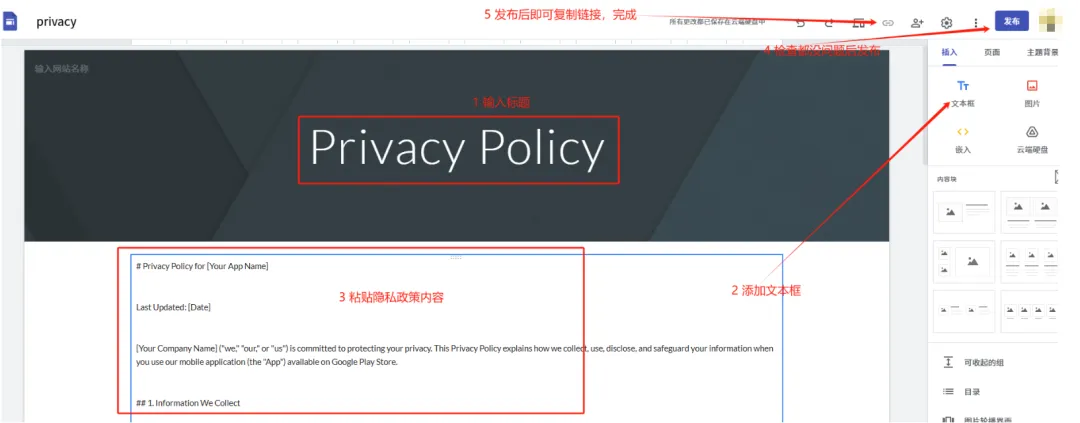 privacy
5 发布后即可复制链接，完成
所有更改都已保存在云端硬盘中
发布
4 检查都没问题后发布
插入
页面
主题背景
输入网站名称
1 输入标题
Privacy Policy
Tт
文本框
图片
嵌入
云端硬盘
内容块
2 添加文本框
3 粘贴隐私政策内容
# Privacy Policy for [Your App Name]
Last Updated: [Date]
[Your Company Name] ("we," "our," or "us") is committed to protecting your privacy. This Privacy Policy explains how we collect, use, disclose, and safeguard your information when
you use our mobile application (the "App") available on Google Play Store.
## 1. Information We Collect
可收起的组
目录
图片轮播界面